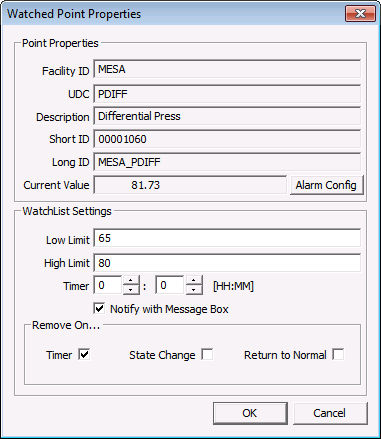 Watched Point Properties
Point Properties
Facility ID MESA
UDC PDIFF
Description Differential Press
Short ID 00001060
Long ID MESA_PDIFF
Current Value 81.73 Alarm Config
WatchList Settings
Low Limit 65
High Limit 80
Timer 0 : 0 [HH:MM]
Notify with Message Box
Remove On...
Timer State Change Return to Normal
OK Cancel